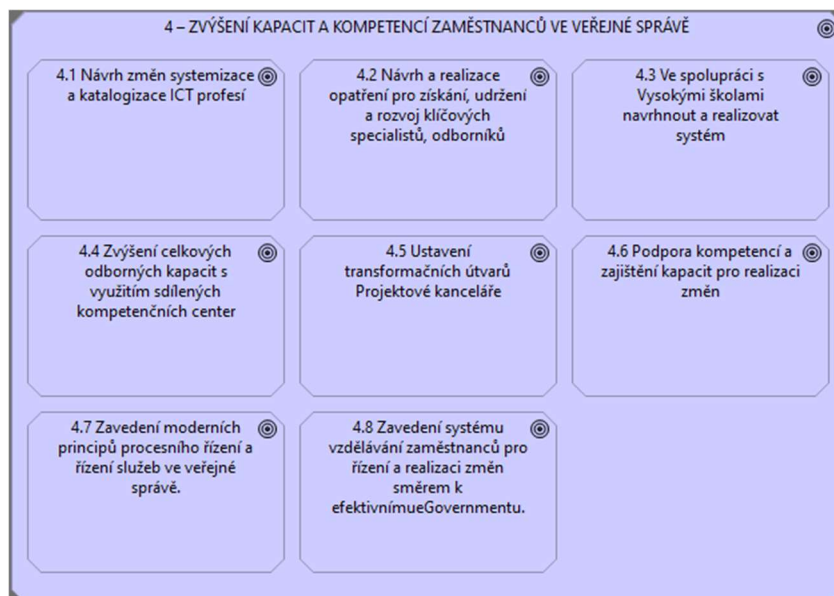 4 – ZVÝŠENÍ KAPACIT A KOMPETENCÍ ZAMĚSTNANCŮ VE VEŘEJNÉ SPRÁVĚ
4.1 Návrh změn systemizace
a katalogizace ICT profesí
4.2 Návrh a realizace
opatření pro získání, udržení
a rozvoj klíčových
specialistů, odborníků
4.3 Ve spolupráci s
Vysokými školami
navrhnout a realizovat
systém
4.4 Zvýšení celkových
odborných kapacit s
využitím sdílených
kompetenčních center
4.5 Ustavení
transformačních útvarů
Projektové kanceláře
4.6 Podpora kompetencí a
zajištění kapacit pro realizaci
změn
4.7 Zavedení moderních
principů procesního řízení a
řízení služeb ve veřejné
správě.
4.8 Zavedení systému
vzdělávání zaměstnanců pro
řízení a realizaci změn
směrem k
efektivnímueGovernmentu.